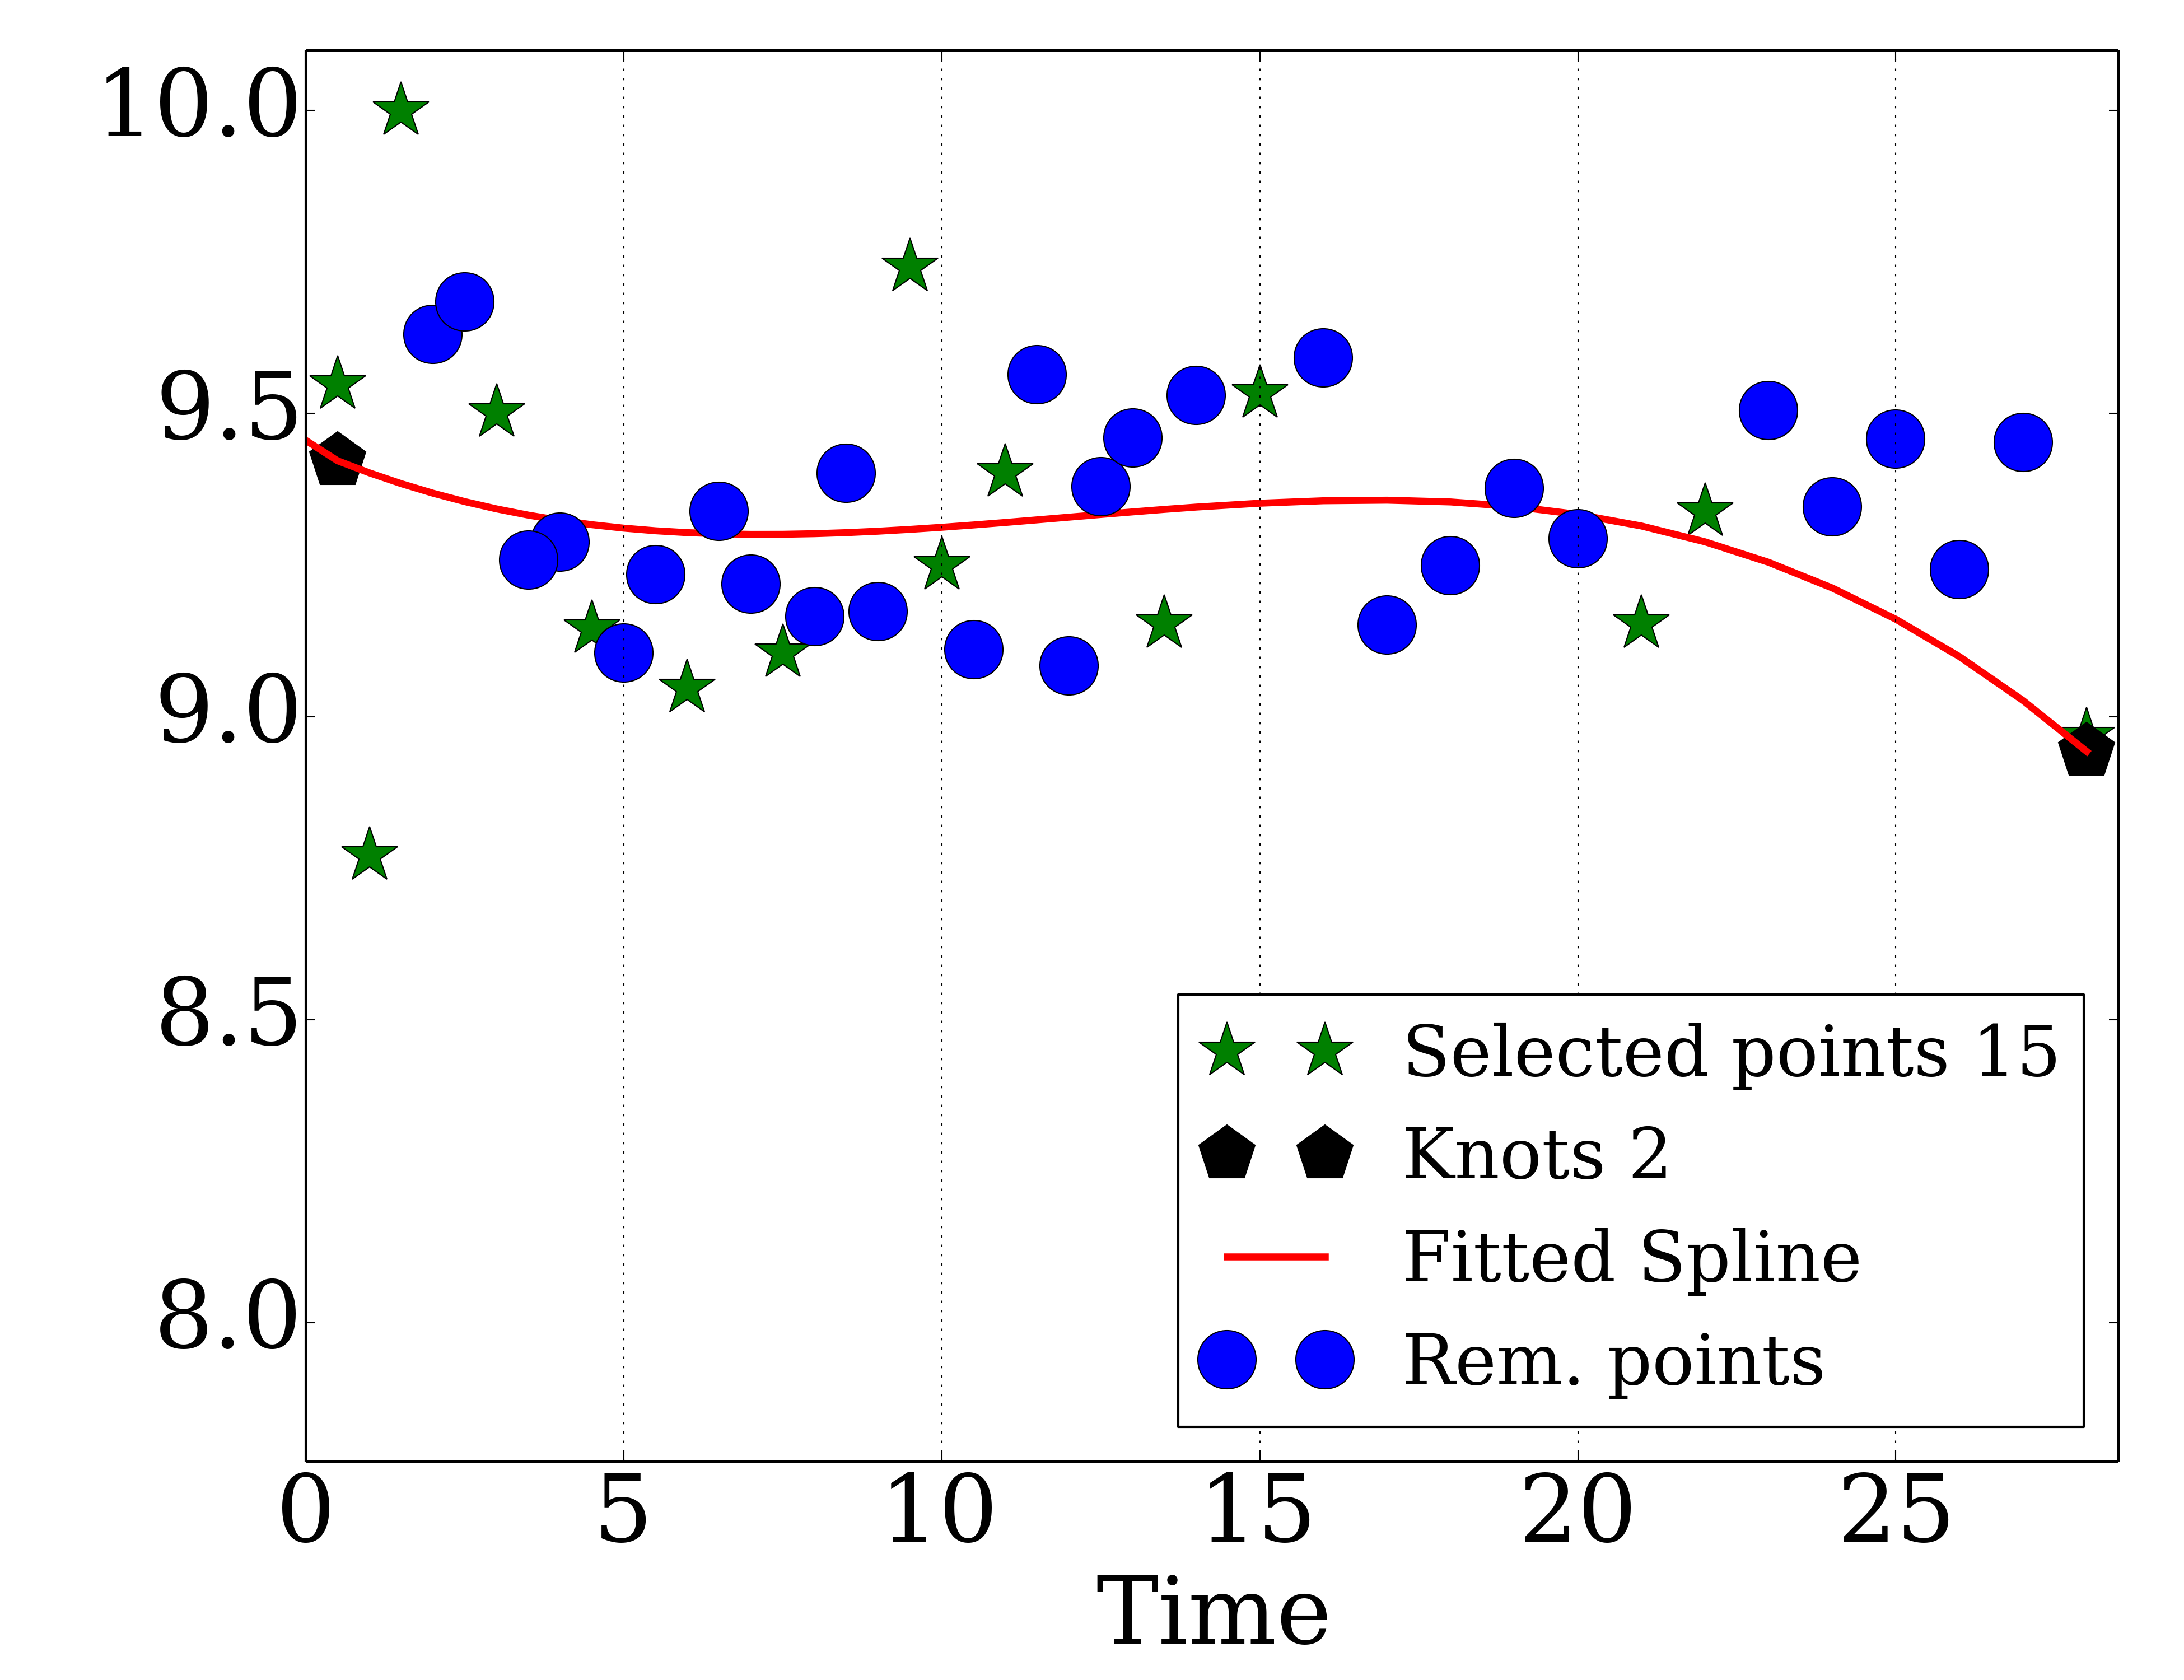 10.0
9.5
9.0
8.5
8.0
Selected points 15
Knots 2
Fitted Spline
Rem. points
0 5 10 15 20 25
Time